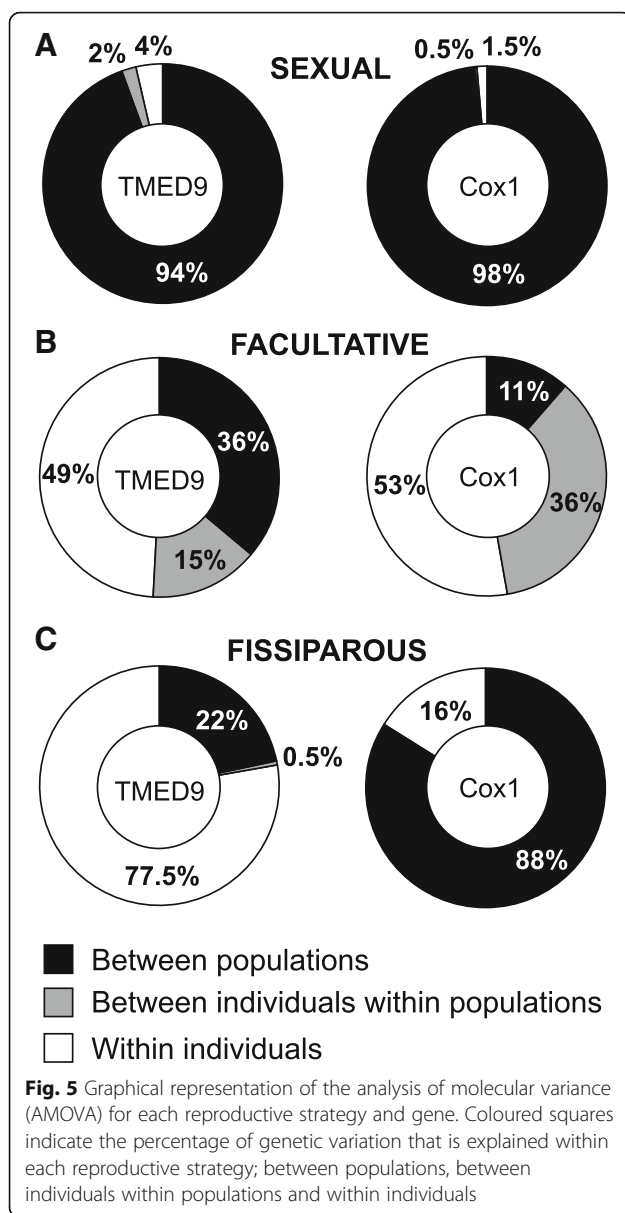 A
2% 4%
SEXUAL
0.5% 1.5%
TMED9
Cox1
94%
98%
B
FACULTATIVE
11%
36%
49%
TMED9
53%
Cox1
36%
15%
C
FISSIPAROUS
22%
16%
0.5%
TMED9
Cox1
77.5%
88%
Between populations
Between individuals within populations
Within individuals
Fig. 5 Graphical representation of the analysis of molecular variance
(AMOVA) for each reproductive strategy and gene. Coloured squares
indicate the percentage of genetic variation that is explained within
each reproductive strategy; between populations, between
individuals within populations and within individuals